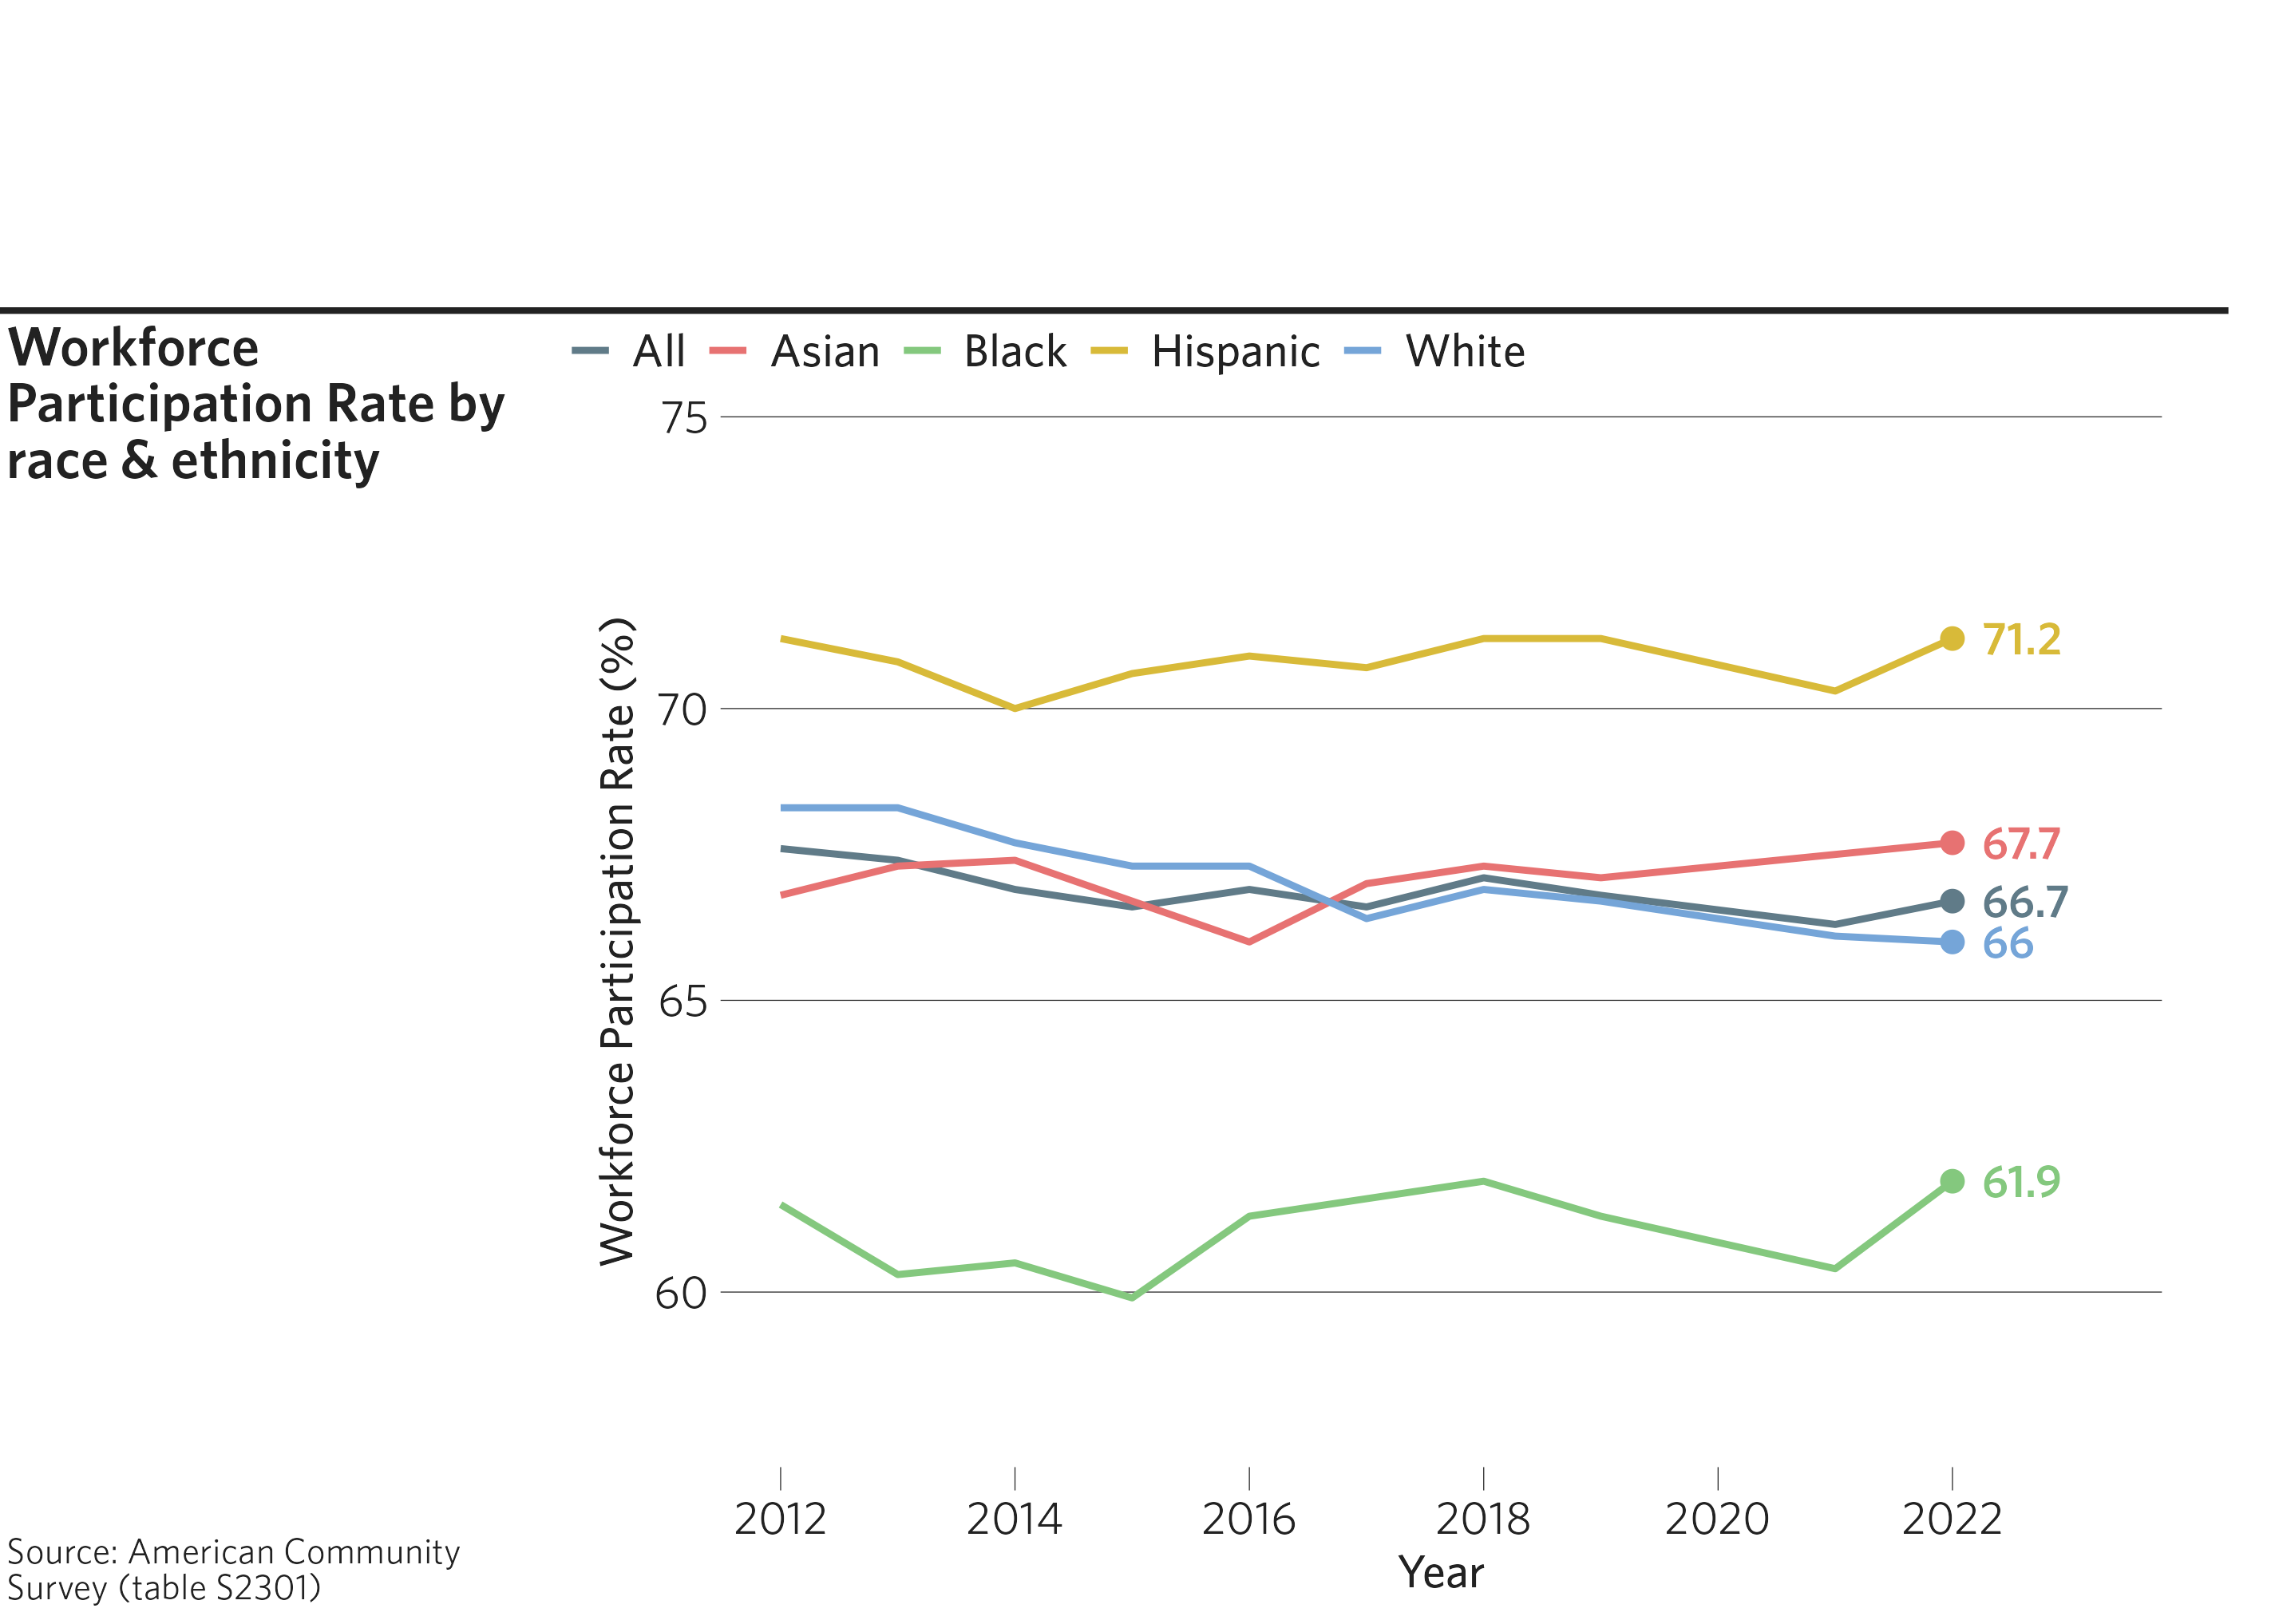 Workforce
Participation Rate by
race & ethnicity
All Asian Black Hispanic White
75
70
65
60
Workforce Participation Rate (%)
71.2
67.7
66.7
66
61.9
2012 2014 2016 2018 2020 2022
Year
Source: American Community
Survey (table S2301)